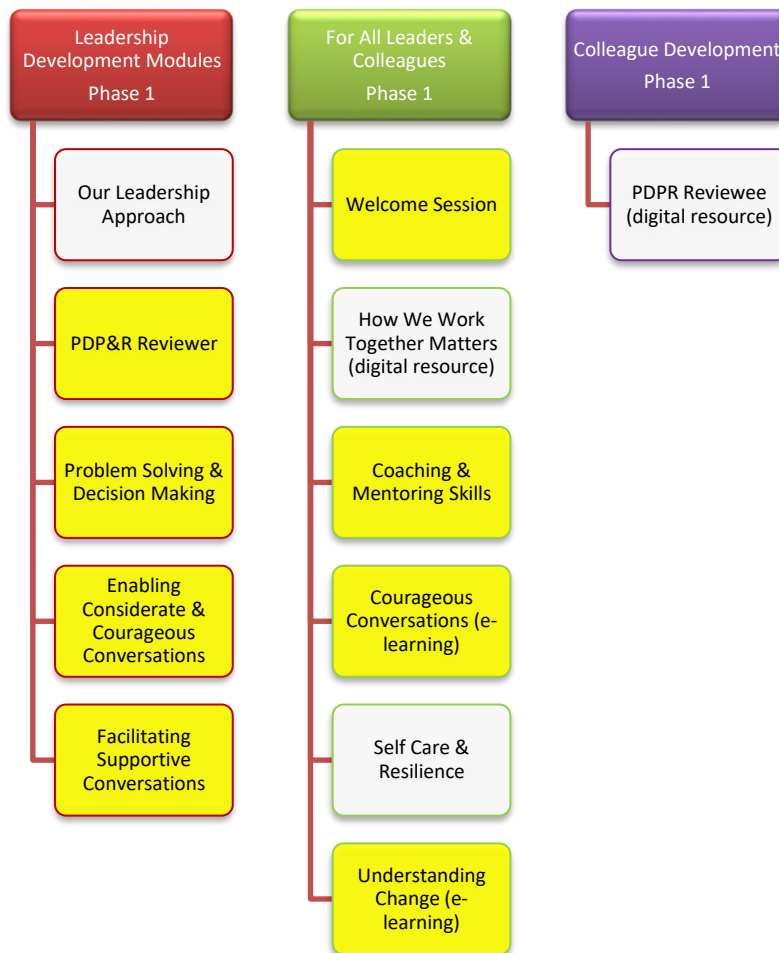 Leadership
Development Modules
Phase 1
Our Leadership
Approach
PDP&R Reviewer
Problem Solving &
Decision Making
Enabling
Considerate &
Courageous
Conversations
Facilitating
Supportive
Conversations
For All Leaders &
Colleagues
Phase 1
Welcome Session
How We Work
Together Matters
(digital resource)
Coaching &
Mentoring Skills
Courageous
Conversations (e-
learning)
Self Care &
Resilience
Understanding
Change (e-
learning)
Colleague Development
Phase 1
PDPR Reviewee
(digital resource)